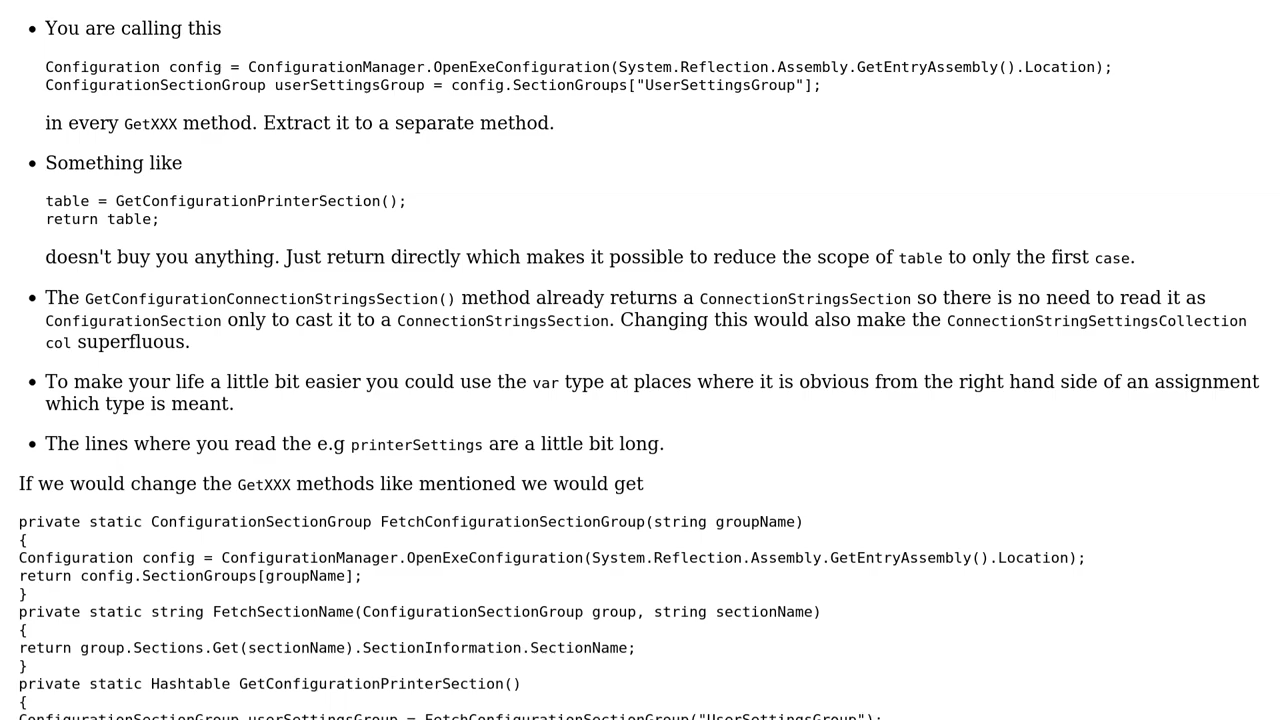 You are calling this
Configuration config = ConfigurationManager.OpenExeConfiguration(System.Reflection.Assembly.GetEntryAssembly().Location);
ConfigurationSectionGroup userSettingsGroup = config.SectionGroups["UserSettingsGroup"];
in every GetXXX method. Extract it to a separate method.
Something like
table = GetConfigurationPrinterSection();
return table;
doesn't buy you anything. Just return directly which makes it possible to reduce the scope of table to only the first case.
The GetConfigurationConnectionStringsSection() method already returns a ConnectionStringsSection so there is no need to read it as
ConfigurationSection only to cast it to a ConnectionStringsSection. Changing this would also make the ConnectionStringSettingsCollection
col superfluous.
To make your life a little bit easier you could use the var type at places where it is obvious from the right hand side of an assignment
which type is meant.
The lines where you read the e.g printerSettings are a little bit long.
If we would change the GetXXX methods like mentioned we would get
private static ConfigurationSectionGroup FetchConfigurationSectionGroup(string groupName)
{
Configuration config = ConfigurationManager.OpenExeConfiguration(System.Reflection.Assembly.GetEntryAssembly().Location);
return config.SectionGroups[groupName];
}
private static string FetchSectionName(ConfigurationSectionGroup group, string sectionName)
{
return group.Sections.Get(sectionName).SectionInformation.SectionName;
}
private static Hashtable GetConfigurationPrinterSection()
{
ConfigurationSectionGroup userSettingsGroup = FetchConfigurationSectionGroup("UserSettingsGroup");